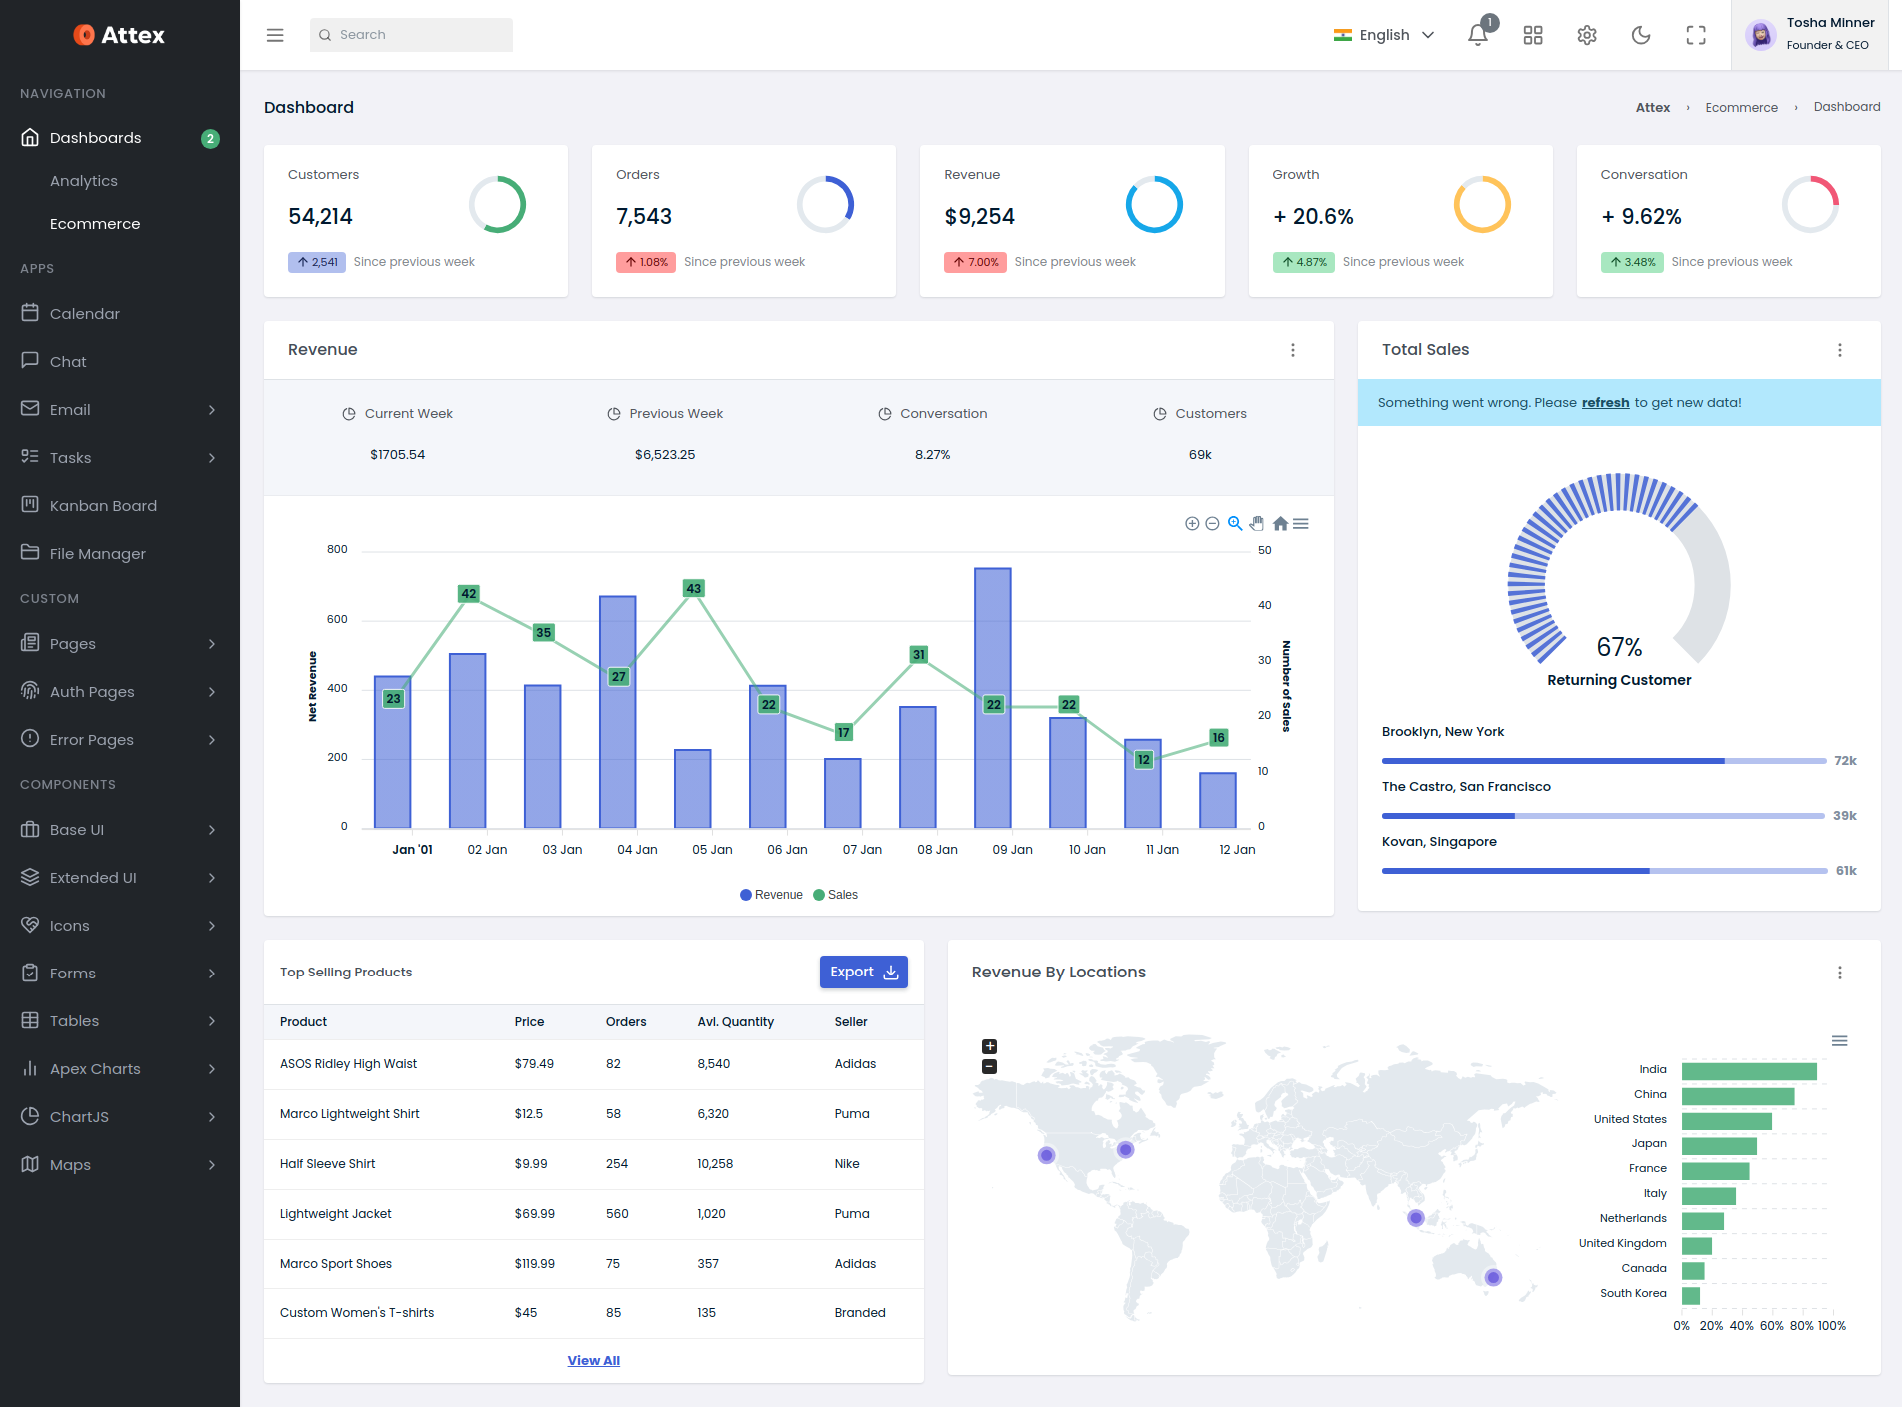 Attex
Search
English
1
Tosha Minner
Founder & CEO
NAVIGATION
Dashboards
2
Analytics
Ecommerce
APPS
Calendar
Chat
Email
Tasks
Kanban Board
File Manager
CUSTOM
Pages
Auth Pages
Error Pages
COMPONENTS
Base UI
Extended UI
Icons
Forms
Tables
Apex Charts
ChartJS
Maps
Dashboard
Attex › Ecommerce › Dashboard
Customers
54,214
↑ 2,541 Since previous week
Orders
7,543
↑ 1.08% Since previous week
Revenue
$9,254
↑ 7.00% Since previous week
Growth
+ 20.6%
↑ 4.87% Since previous week
Conversation
+ 9.62%
↑ 3.48% Since previous week
Revenue
Current Week
$1705.54
Previous Week
$6,523.25
Conversation
8.27%
Customers
69k
Net Revenue
800
600
400
200
0
23
42
35
27
43
22
17
31
22
22
12
16
50
40
30
20
10
0
Number of Sales
Jan '01 02 Jan 03 Jan 04 Jan 05 Jan 06 Jan 07 Jan 08 Jan 09 Jan 10 Jan 11 Jan 12 Jan
Revenue Sales
Total Sales
Something went wrong. Please refresh to get new data!
67%
Returning Customer
Brooklyn, New York
72k
The Castro, San Francisco
39k
Kovan, SIngapore
61k
Top Selling Products
Export
Product Price Orders Avl. Quantity Seller
ASOS Ridley High Waist $79.49 82 8,540 Adidas
Marco Lightweight Shirt $12.5 58 6,320 Puma
Half Sleeve Shirt $9.99 254 10,258 Nike
Lightweight Jacket $69.99 560 1,020 Puma
Marco Sport Shoes $119.99 75 357 Adidas
Custom Women's T-shirts $45 85 135 Branded
View All
Revenue By Locations
+
−
India
China
United States
Japan
France
Italy
Netherlands
United Kingdom
Canada
South Korea
0% 20% 40% 60% 80% 100%